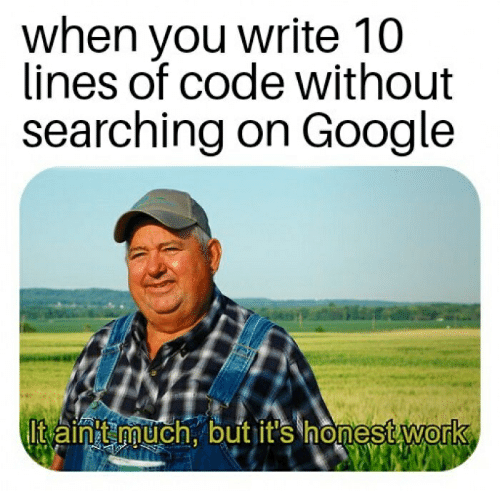 when you write 10
lines of code without
searching on Google
It ain't much, but it's honest work